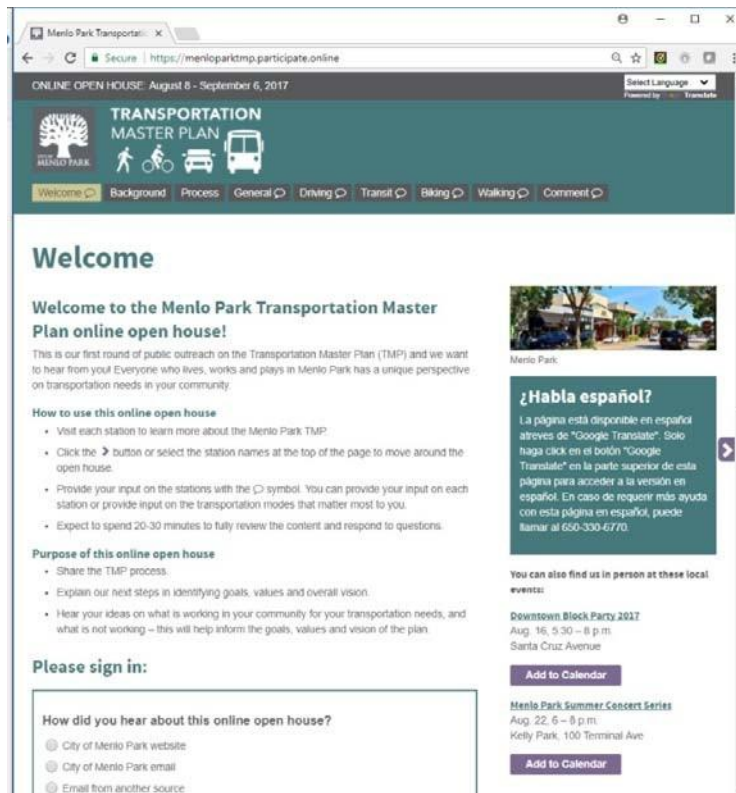 Menlo Park Transportatio
Secure | https://menloparktmp.participate.online
ONLINE OPEN HOUSE: August 8 - September 6, 2017
Select Language
Powered by Translate
CITY OF
MENLO PARK
TRANSPORTATION
MASTER PLAN
Welcome Background Process General Driving Transit Biking Walking Comment
Welcome
Welcome to the Menlo Park Transportation Master
Plan online open house!
This is our first round of public outreach on the Transportation Master Plan (TMP) and we want
to hear from you! Everyone who lives, works and plays in Menlo Park has a unique perspective
on transportation needs in your community.
How to use this online open house
• Visit each station to learn more about the Menlo Park TMP.
• Click the > button or select the station names at the top of the page to move around the
open house.
• Provide your input on the stations with the symbol. You can provide your input on each
station or provide input on the transportation modes that matter most to you.
• Expect to spend 20-30 minutes to fully review the content and respond to questions.
Purpose of this online open house
• Share the TMP process.
• Explain our next steps in identifying goals, values and overall vision.
• Hear your ideas on what is working in your community for your transportation needs, and
what is not working – this will help inform the goals, values and vision of the plan.
Please sign in:
How did you hear about this online open house?
City of Menlo Park website
City of Menlo Park email
Email from another source
Menlo Park
¿Habla español?
La página está disponible en español
atreves de "Google Translate". Solo
haga click en el botón "Google
Translate" en la parte superior de esta
página para acceder a la versión en
español. En caso de requerir más ayuda
con esta página en español, puede
llamar al 650-330-6770.
You can also find us in person at these local
events:
Downtown Block Party 2017
Aug. 16, 5:30 – 8 p.m.
Santa Cruz Avenue
Add to Calendar
Menlo Park Summer Concert Series
Aug. 22, 6 – 8 p.m.
Kelly Park, 100 Terminal Ave
Add to Calendar